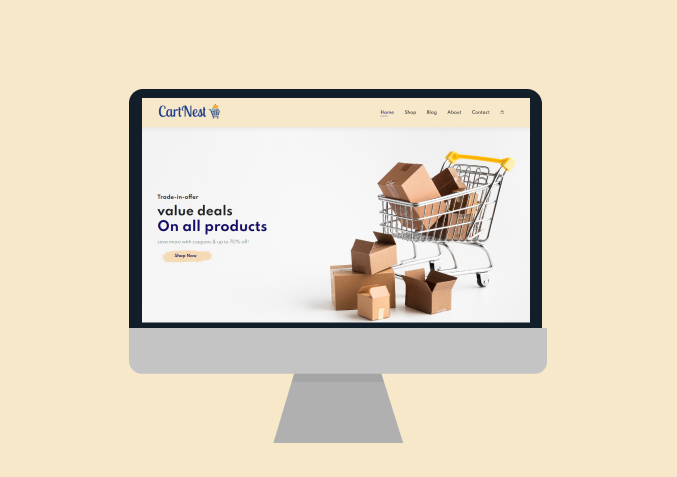 CartNest
Home Shop Blog About Contact
Trade-in-offer
value deals
On all products
save more with coupons & up to 70% off!
Shop Now